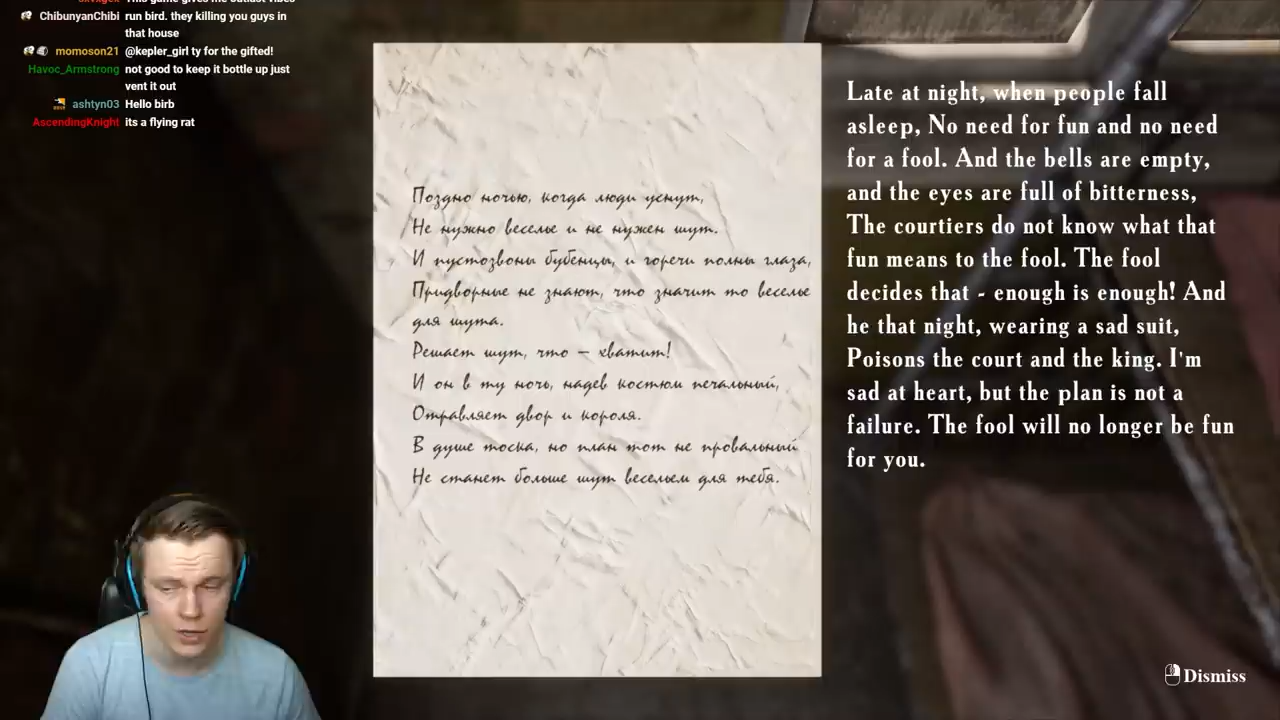 skvxgek This game gives me outlast vibes
ChibunyanChibi run bird. they killing you guys in
that house
momoson21 @kepler_girl ty for the gifted!
Havoc_Armstrong not good to keep it bottle up just
vent it out
ashtyn03 Hello birb
AscendingKnight its a flying rat
Поздно ночью, когда люди уснут,
Не нужно веселье и не нужен шут.
И пустозвоны бубенцы, и горечи полны глаза,
Придворные не знают, что значит то веселье
для шута.
Решает шут, что — хватит!
И он в ту ночь, надев костюм печальный,
Отравляет двор и короля.
В душе тоска, но план тот не провальный
Не станет больше шут весельем для тебя.
Late at night, when people fall
asleep, No need for fun and no need
for a fool. And the bells are empty,
and the eyes are full of bitterness,
The courtiers do not know what that
fun means to the fool. The fool
decides that - enough is enough! And
he that night, wearing a sad suit,
Poisons the court and the king. I'm
sad at heart, but the plan is not a
failure. The fool will no longer be fun
for you.
Dismiss